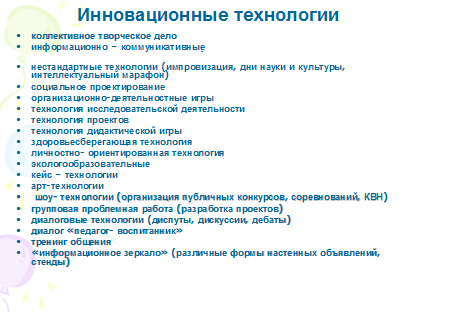 Инновационные технологии
• коллективное творческое дело
• информационно – коммуникативные
• нестандартные технологии (импровизация, дни науки и культуры,
интеллектуальный марафон)
• социальное проектирование
• организационно-деятельностные игры
• технология исследовательской деятельности
• технология проектов
• технология дидактической игры
• здоровьесберегающая технология
• личностно- ориентированная технология
• экологообразовательные
• кейс – технологии
• арт-технологии
• шоу- технологии (организация публичных конкурсов, соревнований, КВН)
• групповая проблемная работа (разработка проектов)
• диалоговые технологии (диспуты, дискуссии, дебаты)
• диалог «педагог- воспитанник»
• тренинг общения
• «информационное зеркало» (различные формы настенных объявлений,
стенды)